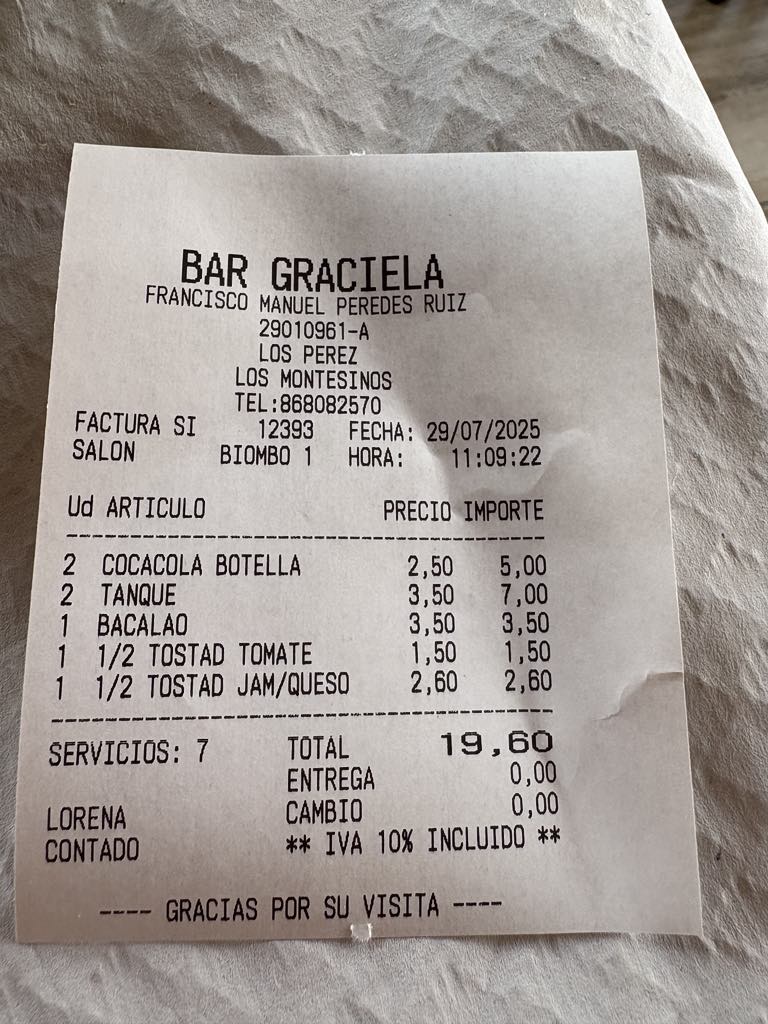 BAR GRACIELA
FRANCISCO MANUEL PEREDES RUIZ
29010961-A
LOS PEREZ
LOS MONTESINOS
TEL:868082570
FACTURA SI 12393 FECHA: 29/07/2025
SALON BIOMBO 1 HORA: 11:09:22
Ud ARTICULO PRECIO IMPORTE
2 COCACOLA BOTELLA 2,50 5,00
2 TANQUE 3,50 7,00
1 BACALAO 3,50 3,50
1 1/2 TOSTAD TOMATE 1,50 1,50
1 1/2 TOSTAD JAM/QUESO 2,60 2,60
SERVICIOS: 7 TOTAL 19,60
ENTREGA 0,00
LORENA CAMBIO 0,00
CONTADO ** IVA 10% INCLUIDO **
---- GRACIAS POR SU VISITA ----